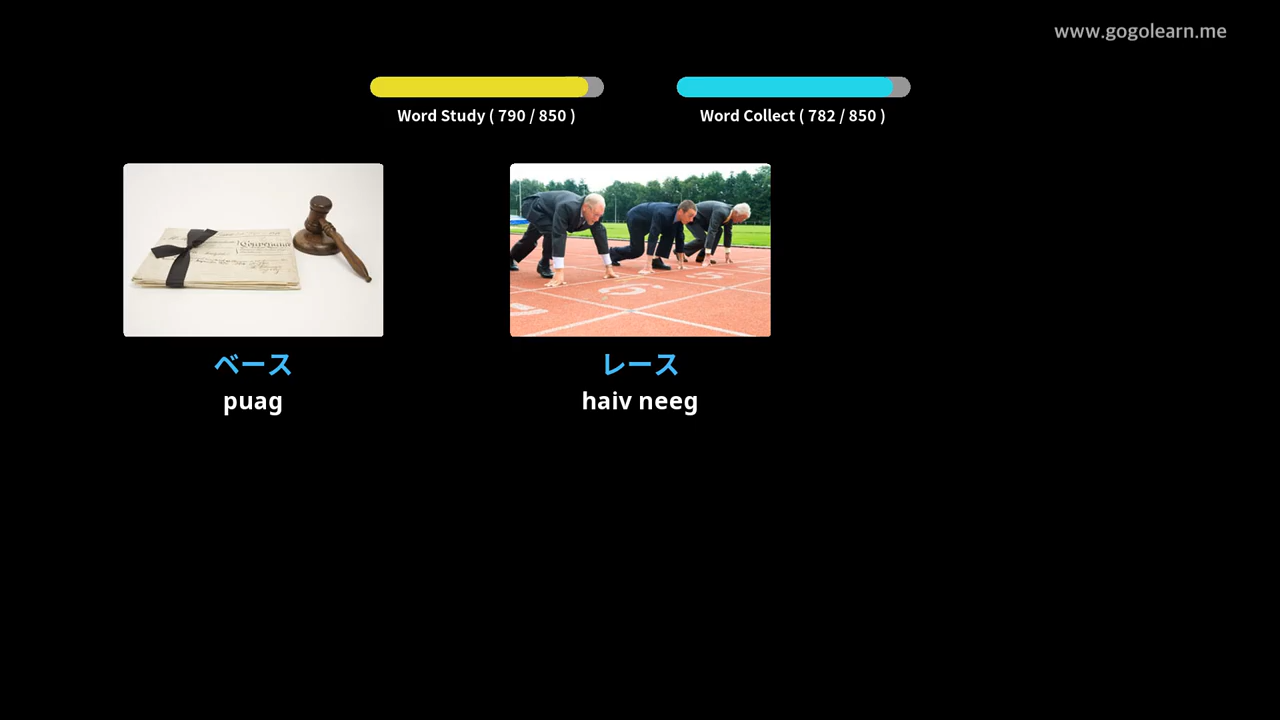 www.gogolearn.me
Word Study ( 790 / 850 )
Word Collect ( 782 / 850 )
ベース
puag
レース
haiv neeg